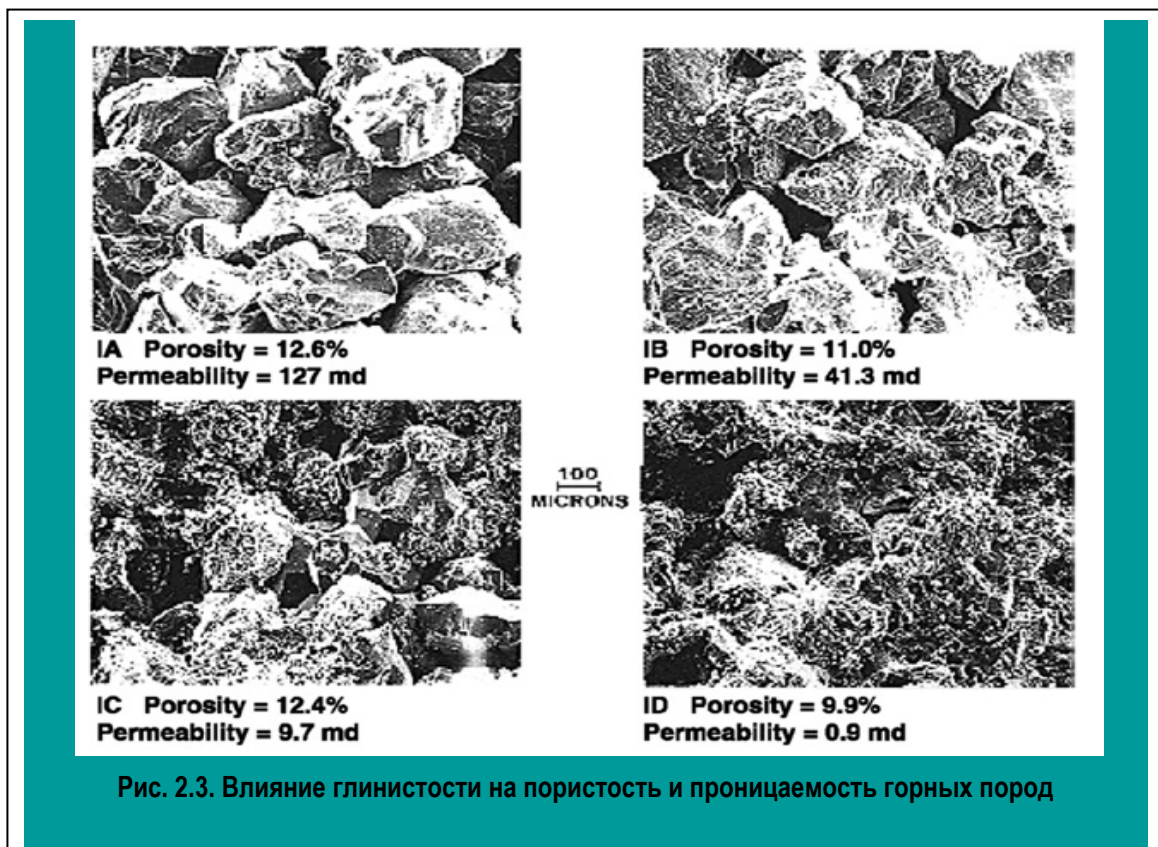 IA Porosity = 12.6%
Permeability = 127 md
IB Porosity = 11.0%
Permeability = 41.3 md
100
MICRONS
IC Porosity = 12.4%
Permeability = 9.7 md
ID Porosity = 9.9%
Permeability = 0.9 md
Рис. 2.3. Влияние глинистости на пористость и проницаемость горных пород